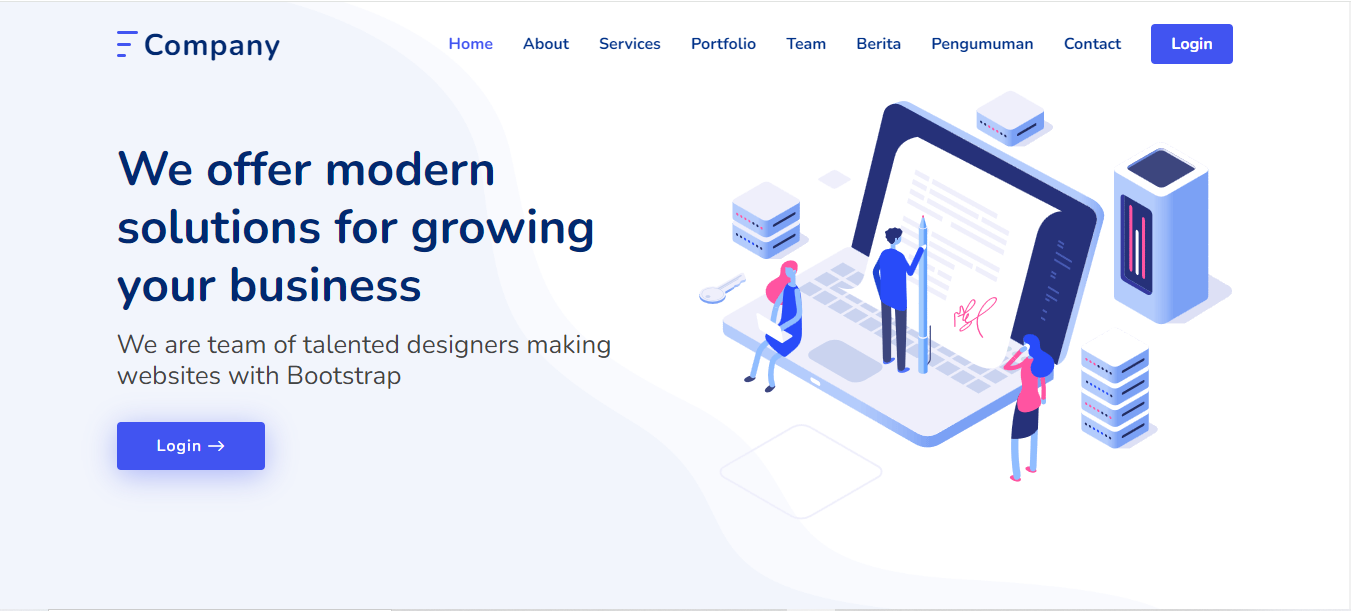 Company
Home About Services Portfolio Team Berita Pengumuman Contact Login
We offer modern
solutions for growing
your business
We are team of talented designers making
websites with Bootstrap
Login →